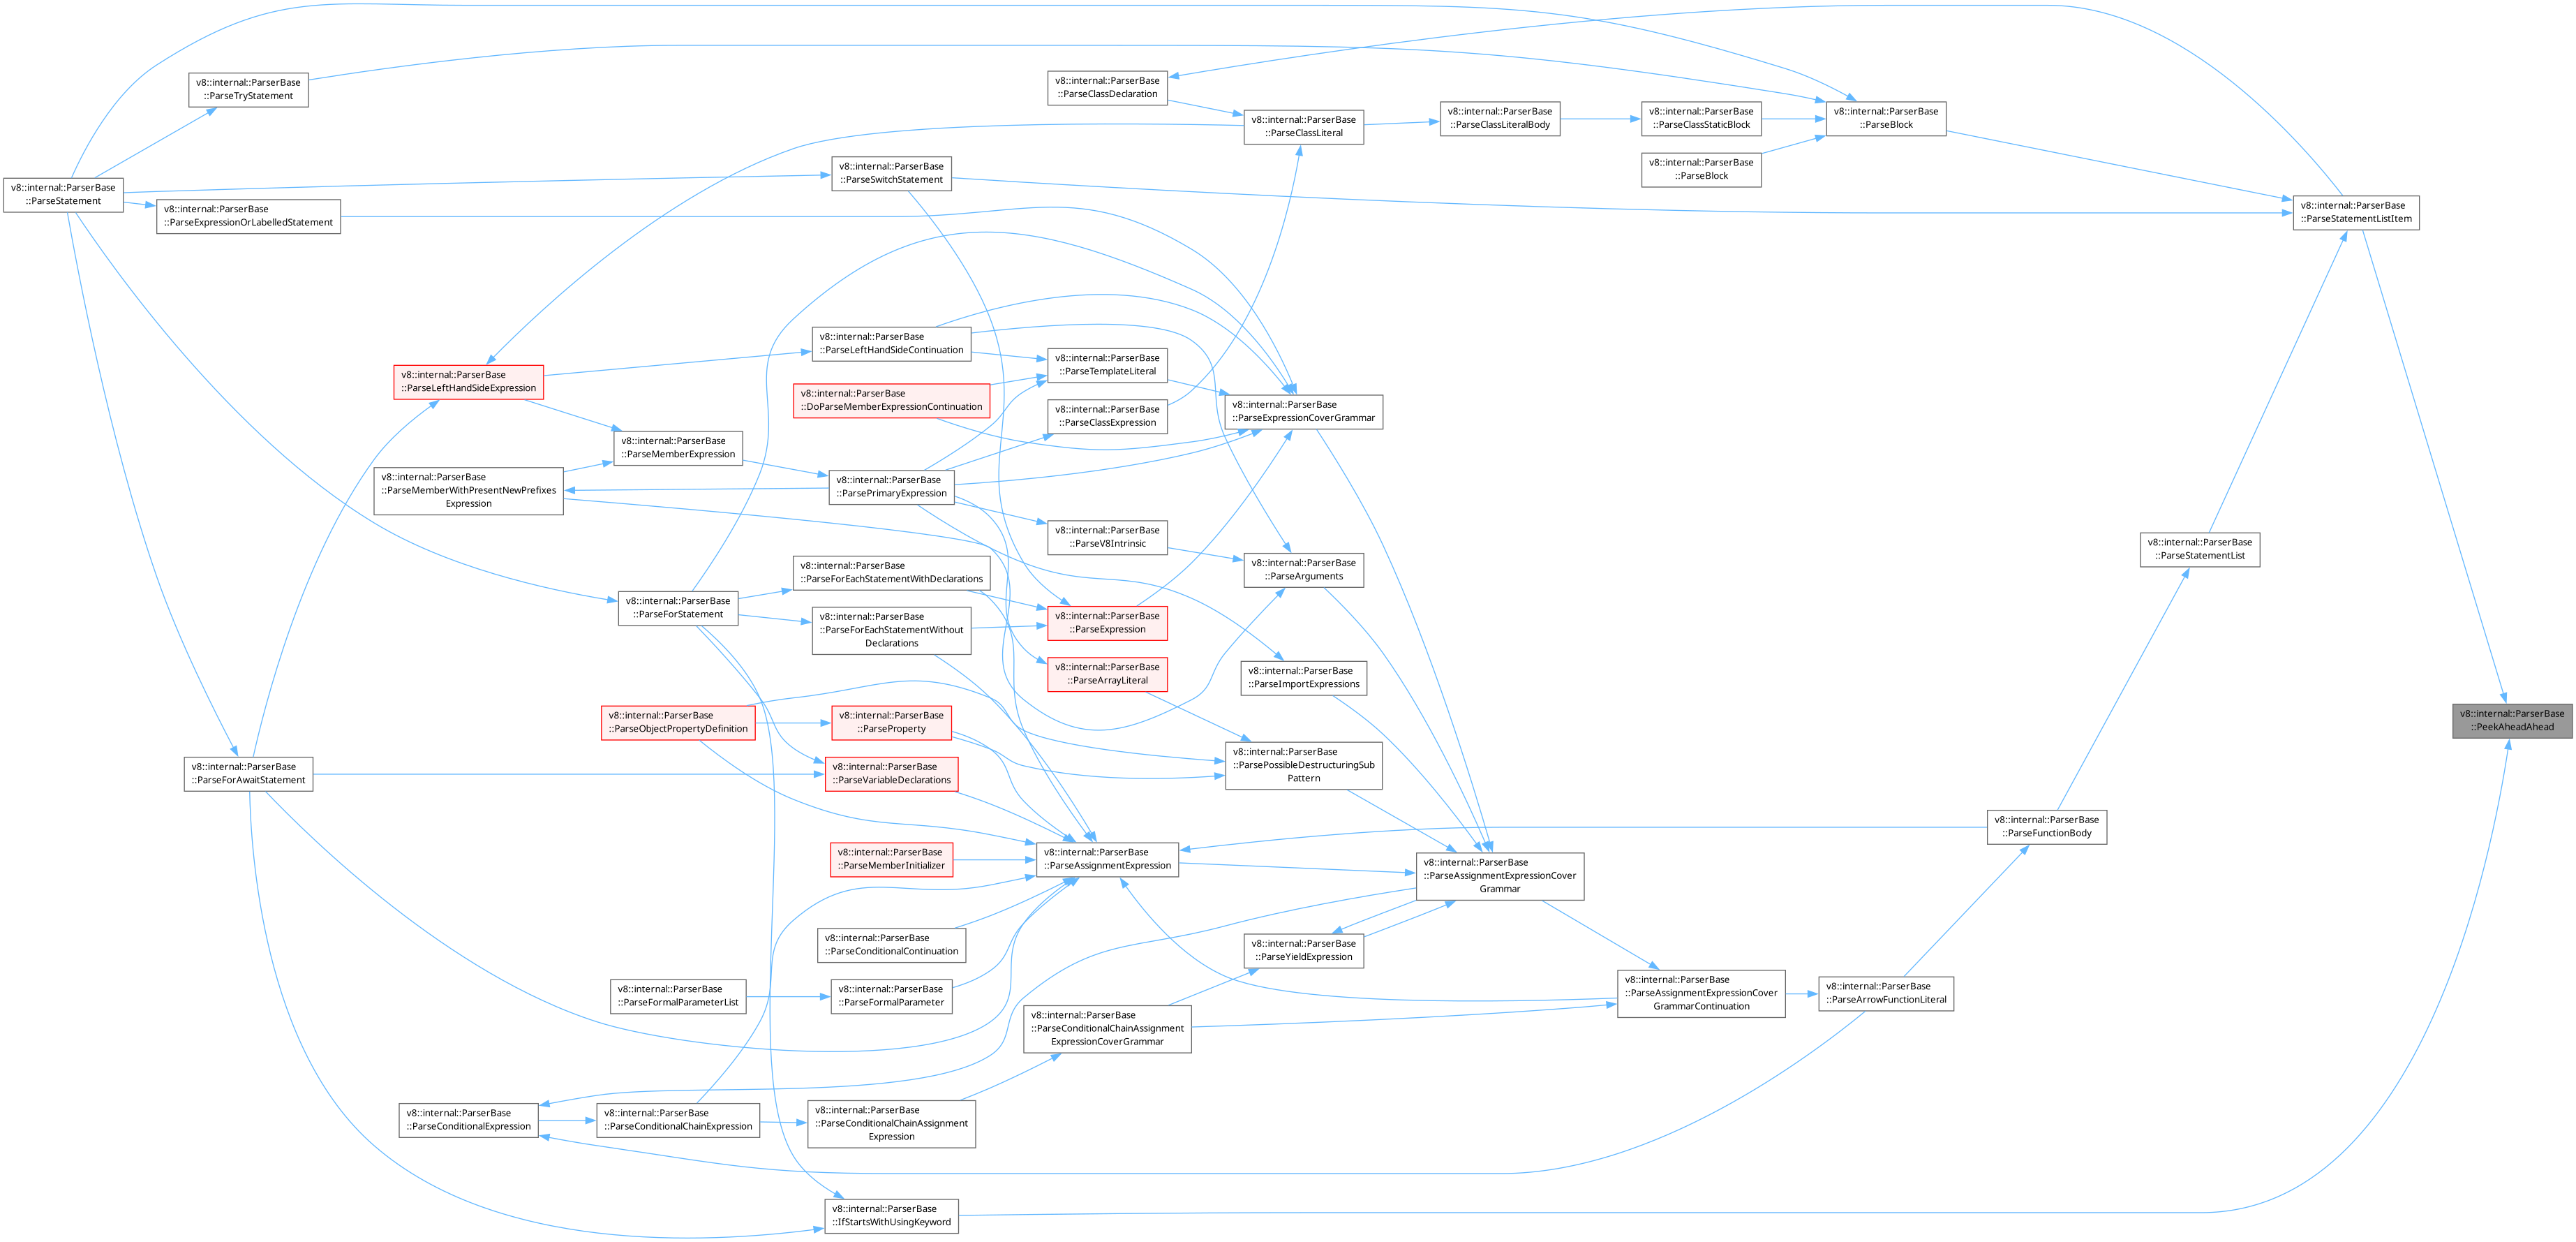 v8::internal::ParserBase
::ParseTryStatement
v8::internal::ParserBase
::ParseStatement
v8::internal::ParserBase
::ParseExpressionOrLabelledStatement
v8::internal::ParserBase
::ParseLeftHandSideExpression
v8::internal::ParserBase
::ParseMemberWithPresentNewPrefixes
Expression
v8::internal::ParserBase
::ParseForAwaitStatement
v8::internal::ParserBase
::ParseConditionalExpression
v8::internal::ParserBase
::ParseMemberExpression
v8::internal::ParserBase
::ParseForStatement
v8::internal::ParserBase
::ParseObjectPropertyDefinition
v8::internal::ParserBase
::ParseFormalParameterList
v8::internal::ParserBase
::ParseConditionalChainExpression
v8::internal::ParserBase
::ParseSwitchStatement
v8::internal::ParserBase
::ParseLeftHandSideContinuation
v8::internal::ParserBase
::DoParseMemberExpressionContinuation
v8::internal::ParserBase
::ParsePrimaryExpression
v8::internal::ParserBase
::ParseForEachStatementWithDeclarations
v8::internal::ParserBase
::ParseForEachStatementWithout
Declarations
v8::internal::ParserBase
::ParseProperty
v8::internal::ParserBase
::ParseVariableDeclarations
v8::internal::ParserBase
::ParseMemberInitializer
v8::internal::ParserBase
::ParseConditionalContinuation
v8::internal::ParserBase
::ParseFormalParameter
v8::internal::ParserBase
::ParseConditionalChainAssignment
Expression
v8::internal::ParserBase
::IfStartsWithUsingKeyword
v8::internal::ParserBase
::ParseClassDeclaration
v8::internal::ParserBase
::ParseTemplateLiteral
v8::internal::ParserBase
::ParseClassExpression
v8::internal::ParserBase
::ParseV8Intrinsic
v8::internal::ParserBase
::ParseExpression
v8::internal::ParserBase
::ParseArrayLiteral
v8::internal::ParserBase
::ParseAssignmentExpression
v8::internal::ParserBase
::ParseConditionalChainAssignment
ExpressionCoverGrammar
v8::internal::ParserBase
::ParseClassLiteral
v8::internal::ParserBase
::ParseExpressionCoverGrammar
v8::internal::ParserBase
::ParseArguments
v8::internal::ParserBase
::ParseImportExpressions
v8::internal::ParserBase
::ParsePossibleDestructuringSub
Pattern
v8::internal::ParserBase
::ParseYieldExpression
v8::internal::ParserBase
::ParseClassLiteralBody
v8::internal::ParserBase
::ParseAssignmentExpressionCover
Grammar
v8::internal::ParserBase
::ParseClassStaticBlock
v8::internal::ParserBase
::ParseBlock
v8::internal::ParserBase
::ParseAssignmentExpressionCover
GrammarContinuation
v8::internal::ParserBase
::ParseBlock
v8::internal::ParserBase
::ParseArrowFunctionLiteral
v8::internal::ParserBase
::ParseFunctionBody
v8::internal::ParserBase
::ParseStatementList
v8::internal::ParserBase
::ParseStatementListItem
v8::internal::ParserBase
::PeekAheadAhead